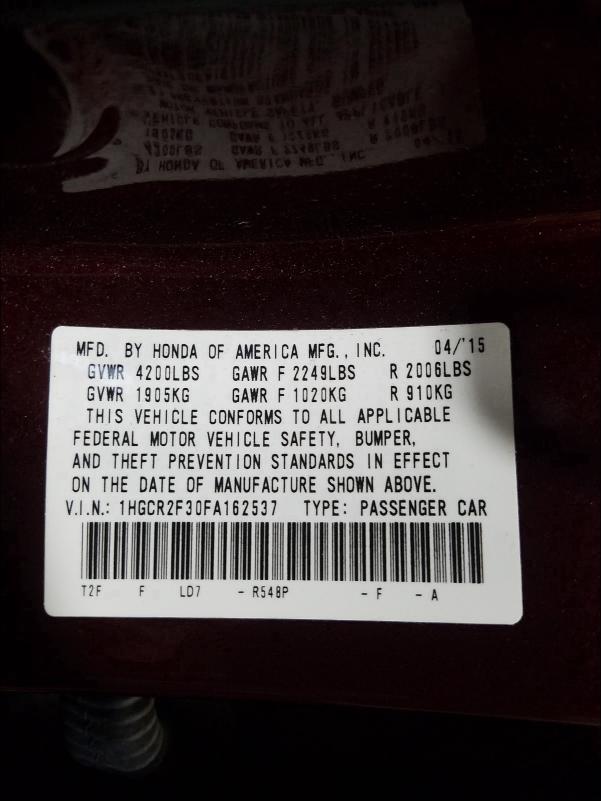 MFD. BY HONDA OF AMERICA MFG., INC. 04/'15
GVWR 4200LBS GAWR F 2249LBS R 2006LBS
GVWR 1905KG GAWR F 1020KG R 910KG
THIS VEHICLE CONFORMS TO ALL APPLICABLE
FEDERAL MOTOR VEHICLE SAFETY, BUMPER,
AND THEFT PREVENTION STANDARDS IN EFFECT
ON THE DATE OF MANUFACTURE SHOWN ABOVE.
V.I.N.: 1HGCR2F30FA162537 TYPE: PASSENGER CAR
T2F F LD7 - R548P - F - A